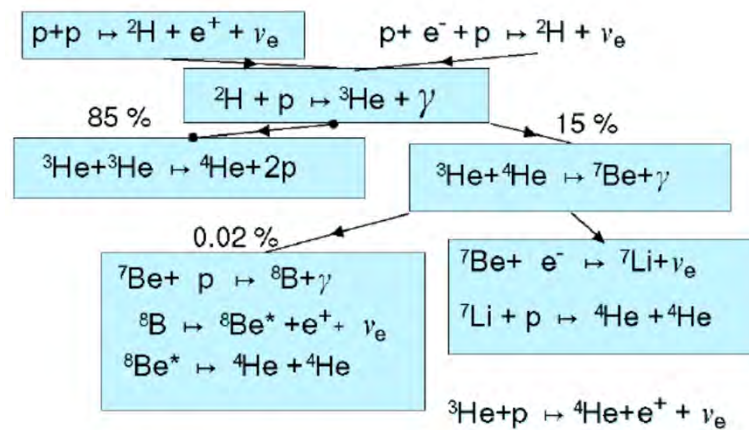 p+p ↦ ²H + e⁺ + νₑ
p+ e⁻ + p ↦ ²H + νₑ
²H + p ↦ ³He + γ
85 %
15 %
³He+³He ↦ ⁴He+2p
³He+⁴He ↦ ⁷Be+γ
0.02 %
⁷Be+ p ↦ ⁸B+γ
⁸B ↦ ⁸Be* +e⁺+ νₑ
⁸Be* ↦ ⁴He +⁴He
⁷Be+ e⁻ ↦ ⁷Li+νₑ
⁷Li + p ↦ ⁴He +⁴He
³He+p ↦ ⁴He+e⁺ + νₑ